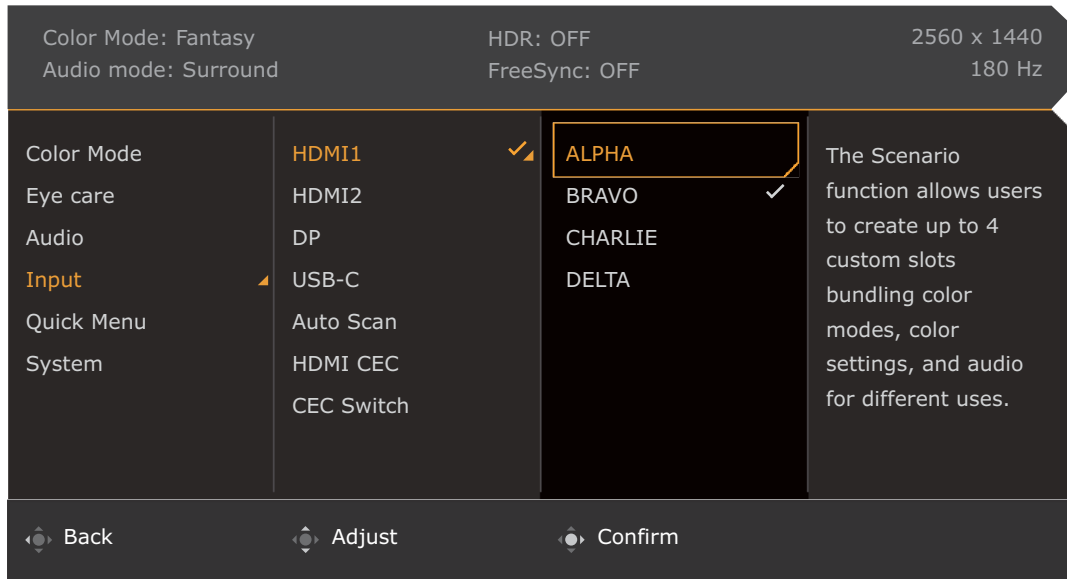 Color Mode: Fantasy
Audio mode: Surround
HDR: OFF
FreeSync: OFF
2560 x 1440
180 Hz
Color Mode
Eye care
Audio
Input
Quick Menu
System
HDMI1
HDMI2
DP
USB-C
Auto Scan
HDMI CEC
CEC Switch
ALPHA
BRAVO
CHARLIE
DELTA
The Scenario
function allows users
to create up to 4
custom slots
bundling color
modes, color
settings, and audio
for different uses.
Back
Adjust
Confirm